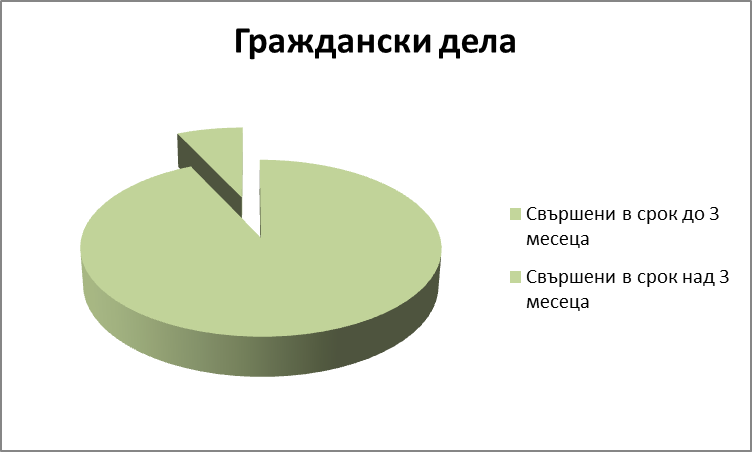 Граждански дела
Свършени в срок до 3
месеца
Свършени в срок над 3
месеца